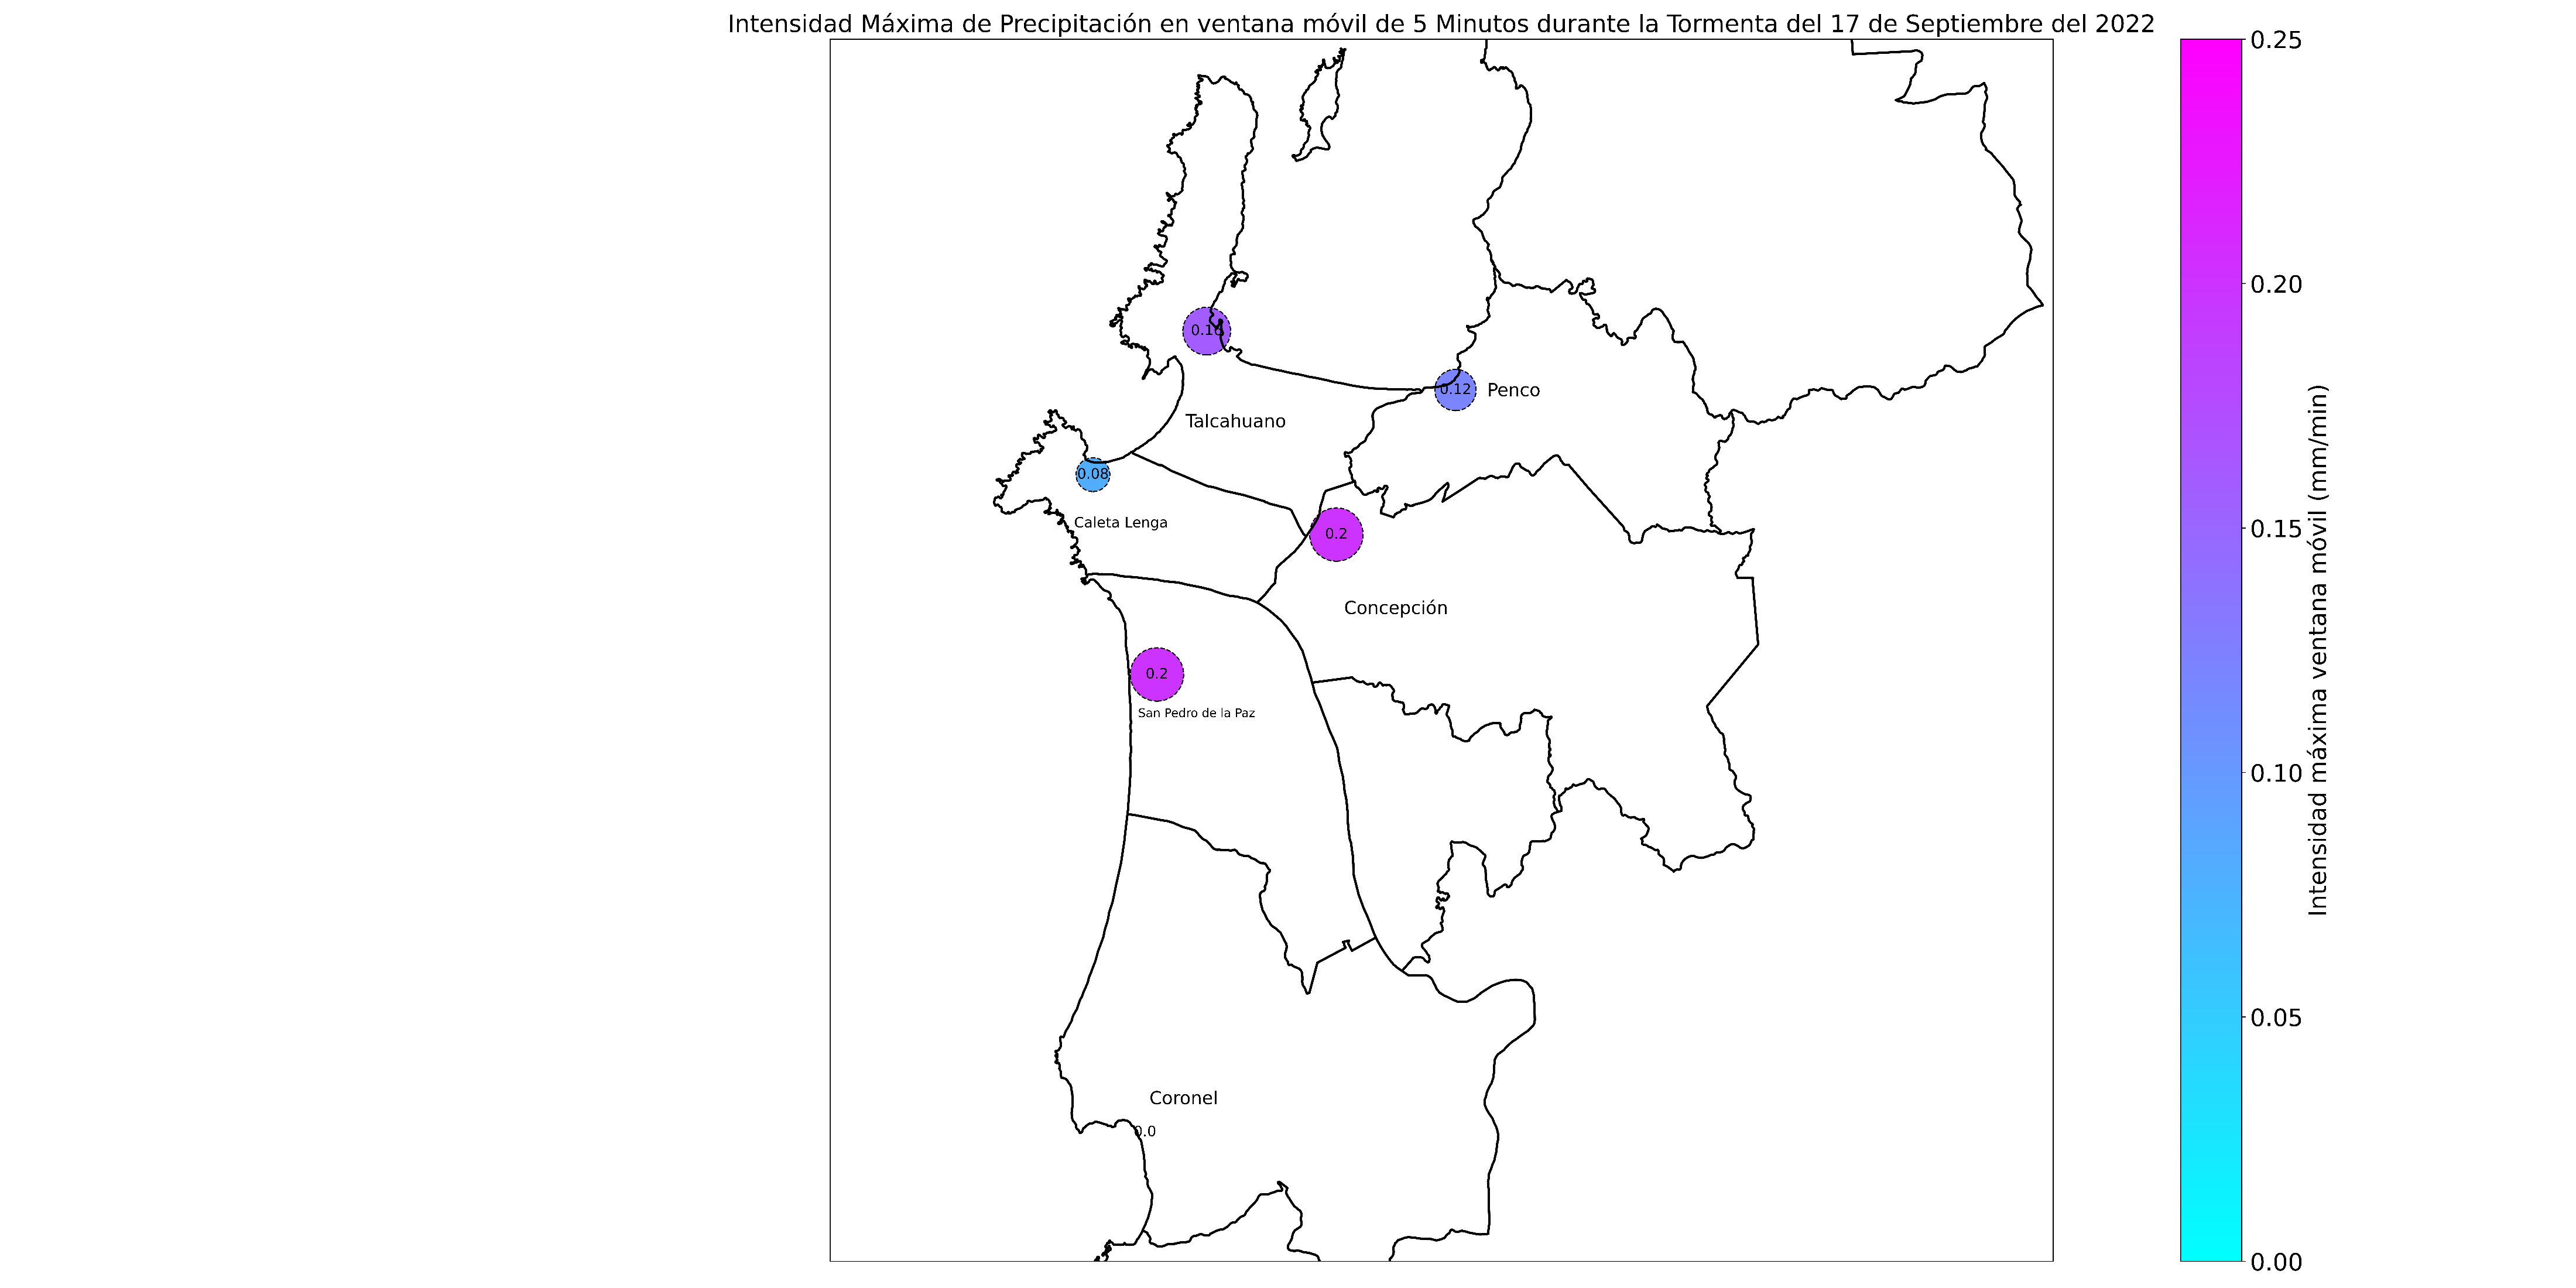 Intensidad Máxima de Precipitación en ventana móvil de 5 Minutos durante la Tormenta del 17 de Septiembre del 2022
0.25
0.20
0.15
0.10
0.05
0.00
Intensidad máxima ventana móvil (mm/min)
0.12
Penco
Talcahuano
0.08
Caleta Lenga
0.2
Concepción
0.2
San Pedro de la Paz
Coronel
0.0